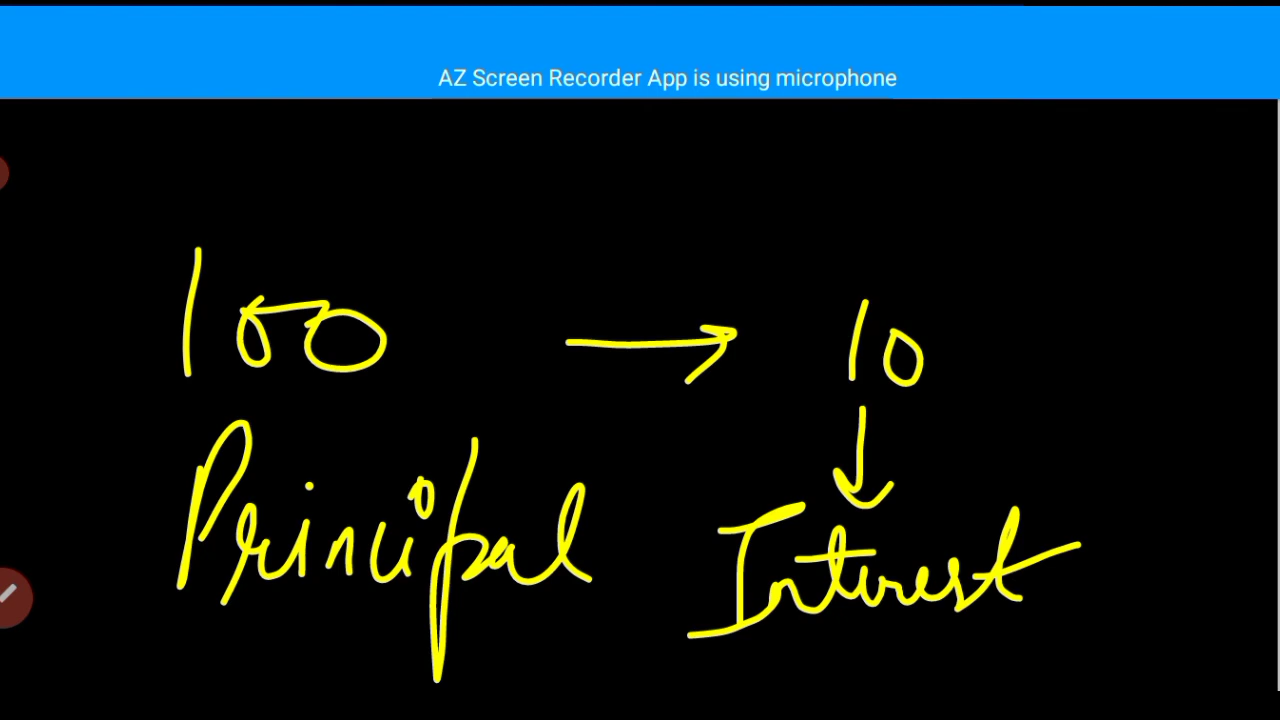 AZ Screen Recorder App is using microphone
100 → 10
↓
Principal Interest